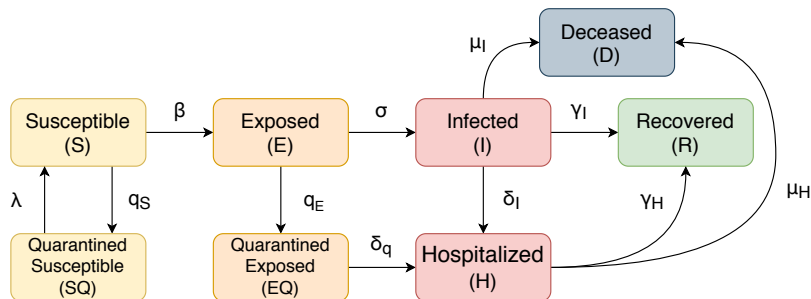 μI
Deceased
(D)
Susceptible
(S)
β
Exposed
(E)
σ
Infected
(I)
γI
Recovered
(R)
λ
qS
qE
δI
γH
μH
Quarantined
Susceptible
(SQ)
Quarantined
Exposed
(EQ)
δq
Hospitalized
(H)